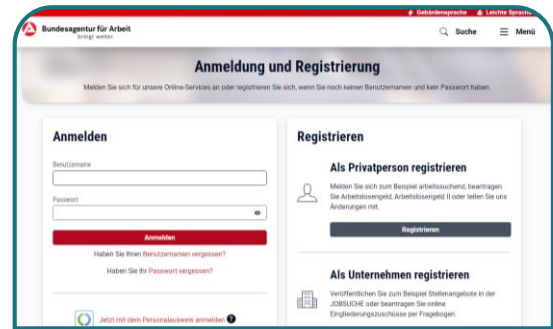 Gebärdensprache Leichte Sprache
Bundesagentur für Arbeit
bringt weiter.
Suche Menü
Anmeldung und Registrierung
Melden Sie sich für unsere Online-Services an oder registrieren Sie sich, wenn Sie noch keinen Benutzernamen und kein Passwort haben.
Anmelden
Benutzername
Passwort
Anmelden
Haben Sie Ihren Benutzernamen vergessen?
Haben Sie Ihr Passwort vergessen?
Jetzt mit dem Personalausweis anmelden ?
Registrieren
Als Privatperson registrieren
Melden Sie sich zum Beispiel arbeitssuchend, beantragen
Sie Arbeitslosengeld, Arbeitslosengeld II oder teilen Sie uns
Änderungen mit.
Registrieren
Als Unternehmen registrieren
Veröffentlichen Sie zum Beispiel Stellenangebote in der
JOBSUCHE oder beantragen Sie online
Eingliederungszuschüsse per Fragebogen.